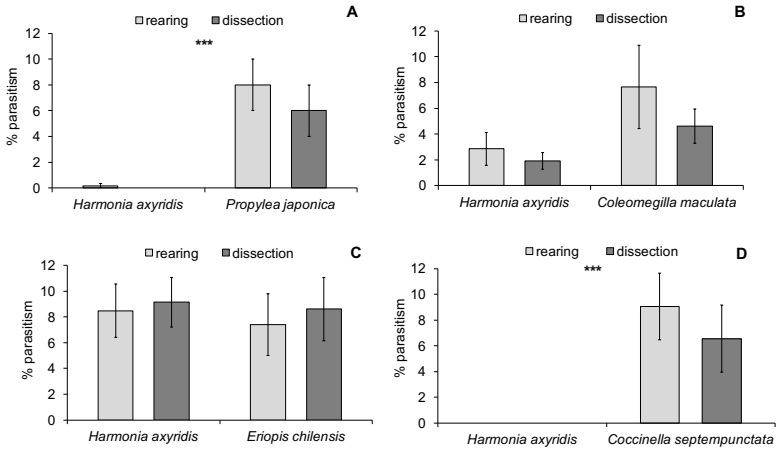 rearing dissection A
***
% parasitism
12
10
8
6
4
2
0
Harmonia axyridis Propylea japonica
rearing dissection B
% parasitism
12
10
8
6
4
2
0
Harmonia axyridis Coleomegilla maculata
rearing dissection C
% parasitism
12
10
8
6
4
2
0
Harmonia axyridis Eriopis chilensis
rearing dissection D
***
% parasitism
12
10
8
6
4
2
0
Harmonia axyridis Coccinella septempunctata